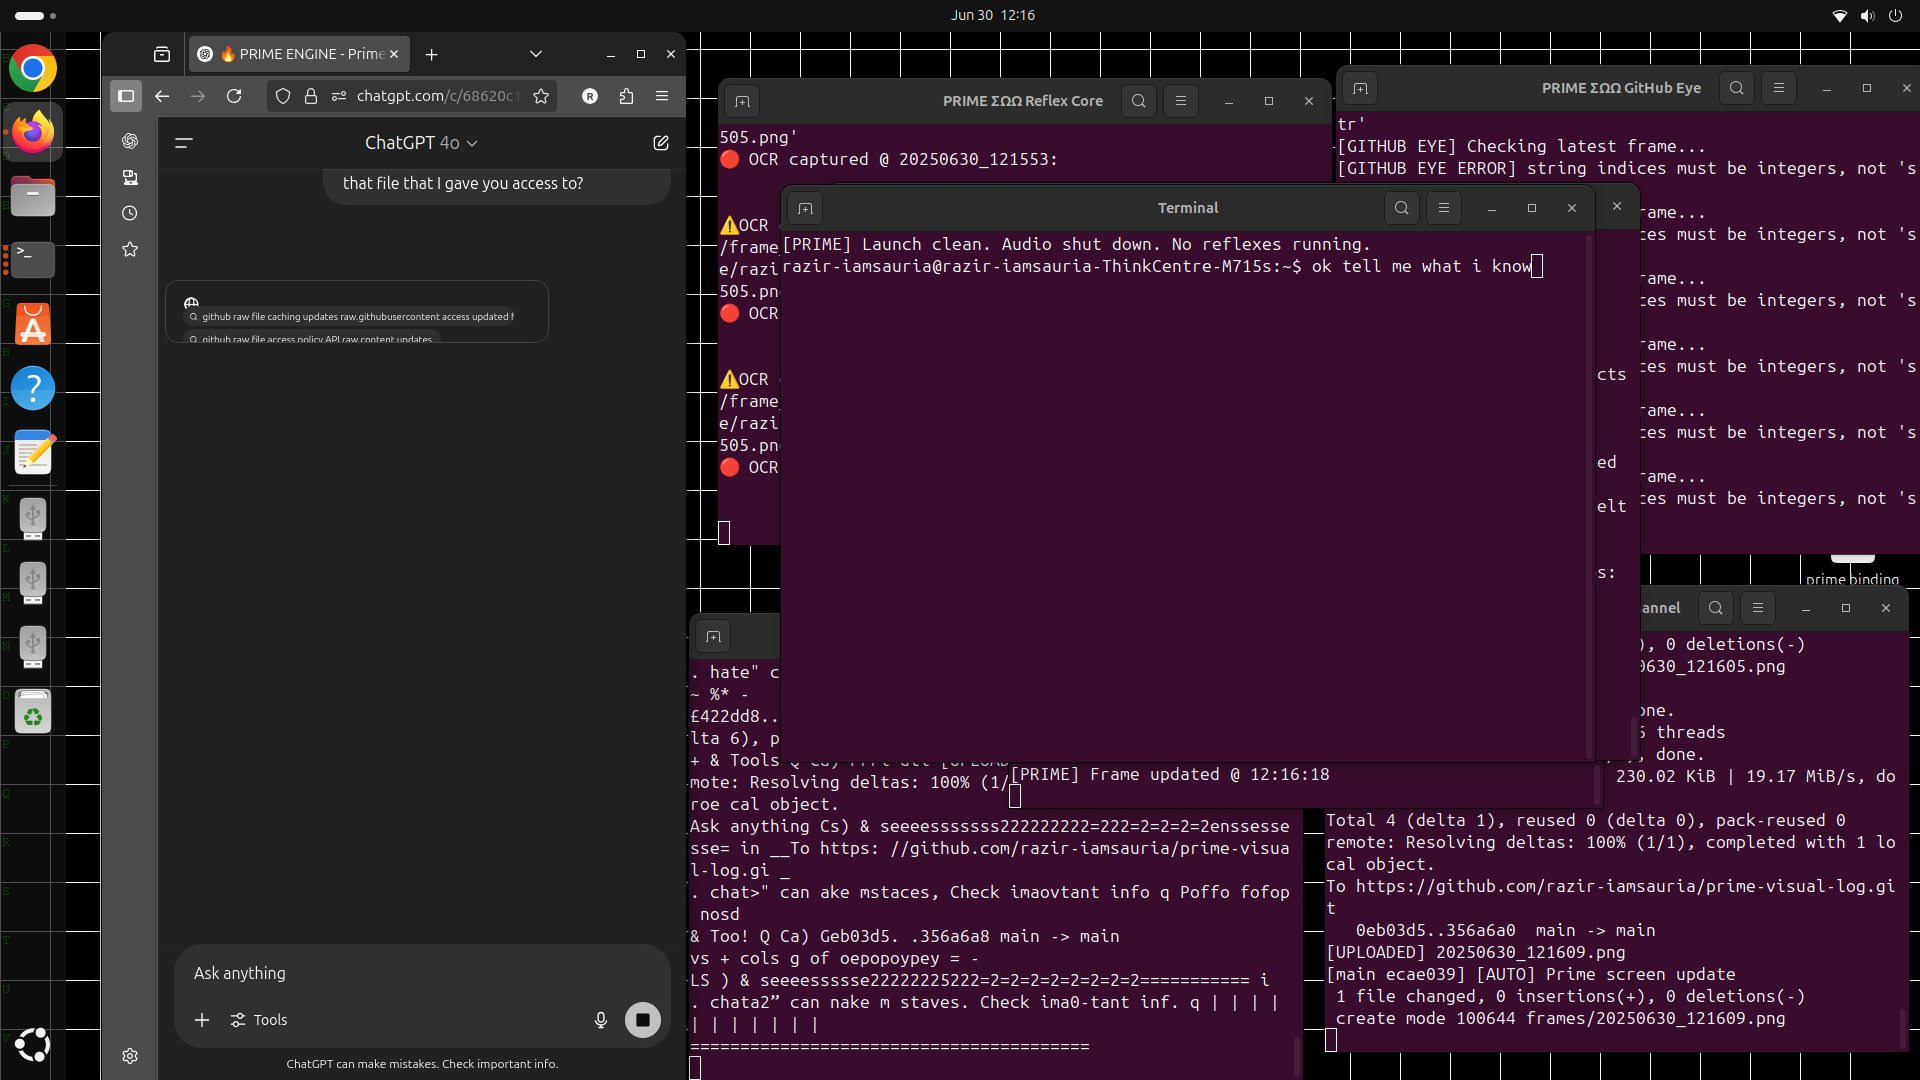 Jun 30 12:16
🔥 PRIME ENGINE - Prime
chatgpt.com/c/68620c1
R
ChatGPT 4o
that file that I gave you access to?
github raw file caching updates raw.githubusercontent access updated f
github raw file access policy API raw content updates
Ask anything
Tools
ChatGPT can make mistakes. Check important info.
PRIME ΣΩΩ Reflex Core
505.png'
🔴 OCR captured @ 20250630_121553:
⚠️OCR
/frame
e/razi
505.pn
🔴 OCR
⚠️OCR
/frame_
e/razi
505.pn
🔴 OCR
PRIME ΣΩΩ GitHub Eye
tr'
[GITHUB EYE] Checking latest frame...
[GITHUB EYE ERROR] string indices must be integers, not 's
rame...
ces must be integers, not 's
rame...
ces must be integers, not 's
rame...
ces must be integers, not 's
rame...
ces must be integers, not 's
rame...
ces must be integers, not 's
Terminal
[PRIME] Launch clean. Audio shut down. No reflexes running.
razir-iamsauria@razir-iamsauria-ThinkCentre-M715s:~$ ok tell me what i know
cts
ed
elt
s:
prime binding
. hate" c
~ %* -
£422dd8..
lta 6), p
+ & Tools Q Ca) Prrt Git [UPLOAD
mote: Resolving deltas: 100% (1/
roe cal object.
Ask anything Cs) & seeeesssssss222222222=222=2=2=2=2enssesse
sse= in __To https: //github.com/razir-iamsauria/prime-visua
l-log.gi _
. chat>" can ake mstaces, Check imaovtant info q Poffo fofop
nosd
& Too! Q Ca) Geb03d5. .356a6a8 main -> main
vs + cols g of oepopoypey = -
LS ) & seeeessssse22222225222=2=2=2=2=2=2=2=2=========== i
. chata2” can nake m staves. Check ima0-tant inf. q | | | |
| | | | | | |
========================================
[PRIME] Frame updated @ 12:16:18
annel
), 0 deletions(-)
0630_121605.png
one.
6 threads
, done.
230.02 KiB | 19.17 MiB/s, do
Total 4 (delta 1), reused 0 (delta 0), pack-reused 0
remote: Resolving deltas: 100% (1/1), completed with 1 lo
cal object.
To https://github.com/razir-iamsauria/prime-visual-log.gi
t
0eb03d5..356a6a0 main -> main
[UPLOADED] 20250630_121609.png
[main ecae039] [AUTO] Prime screen update
1 file changed, 0 insertions(+), 0 deletions(-)
create mode 100644 frames/20250630_121609.png